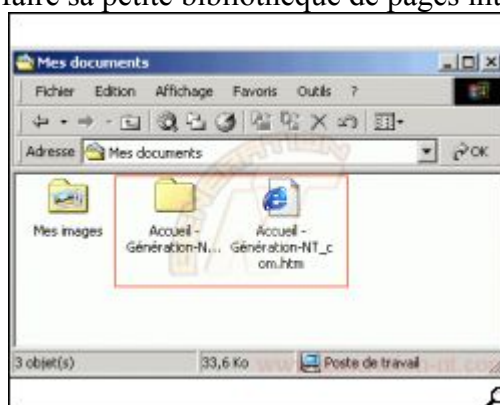 faire sa petite bibliothèque de pages
Mes documents
Fichier Edition Affichage Favoris Outils ?
Adresse Mes documents OK
Mes images
Accueil -
Génération-N...
Accueil -
Génération-NT_c
om.htm
3 objet(s) 33,6 Ko Poste de travail